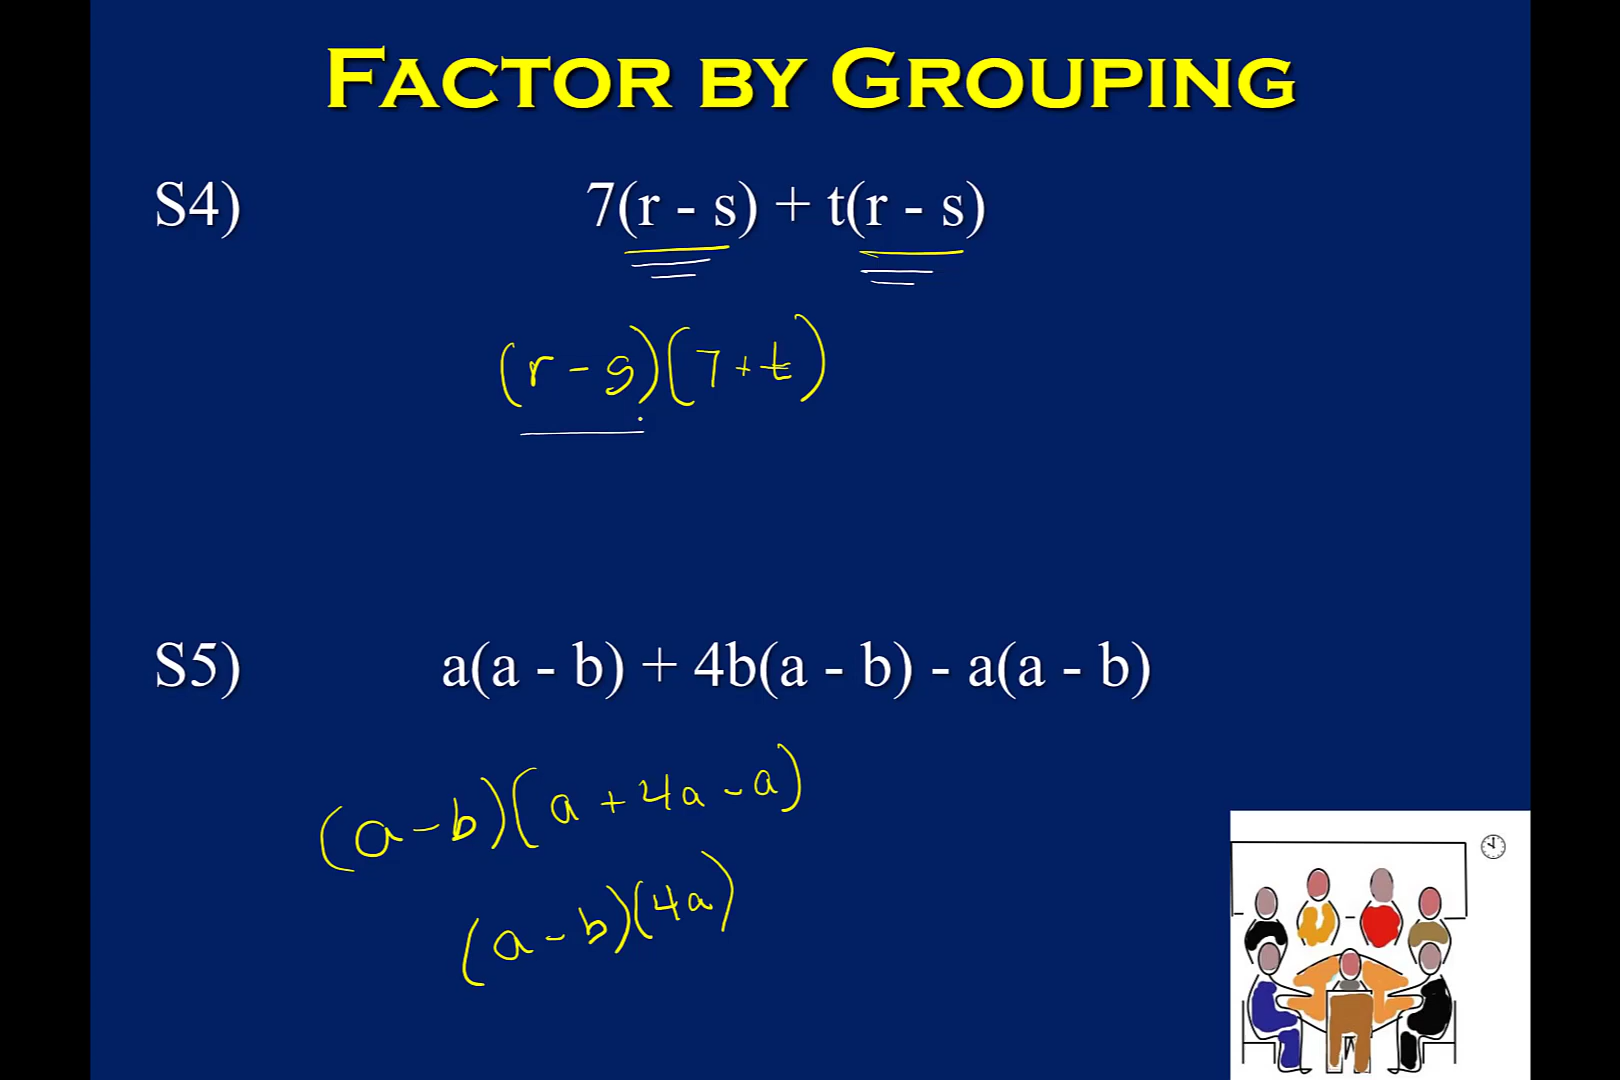 FACTOR BY GROUPING
S4) 7(r - s) + t(r - s)
(r - s)(7 + t)
S5) a(a - b) + 4b(a - b) - a(a - b)
(a - b)(a + 4a - a)
(a - b)(4a)